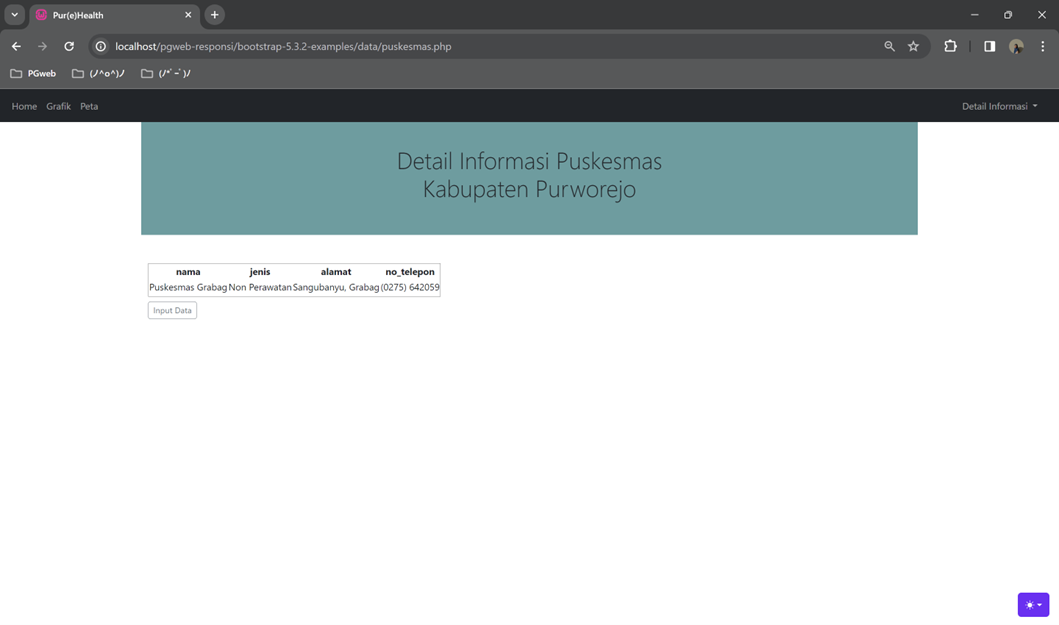 Pur(e)Health
localhost/pgweb-responsi/bootstrap-5.3.2-examples/data/puskesmas.php
PGweb (ノ^o^)ノ
Home Grafik Peta Detail Informasi
Detail Informasi Puskesmas
Kabupaten Purworejo
nama jenis alamat no_telepon
Puskesmas Grabag Non Perawatan Sangubanyu, Grabag (0275) 642059
Input Data